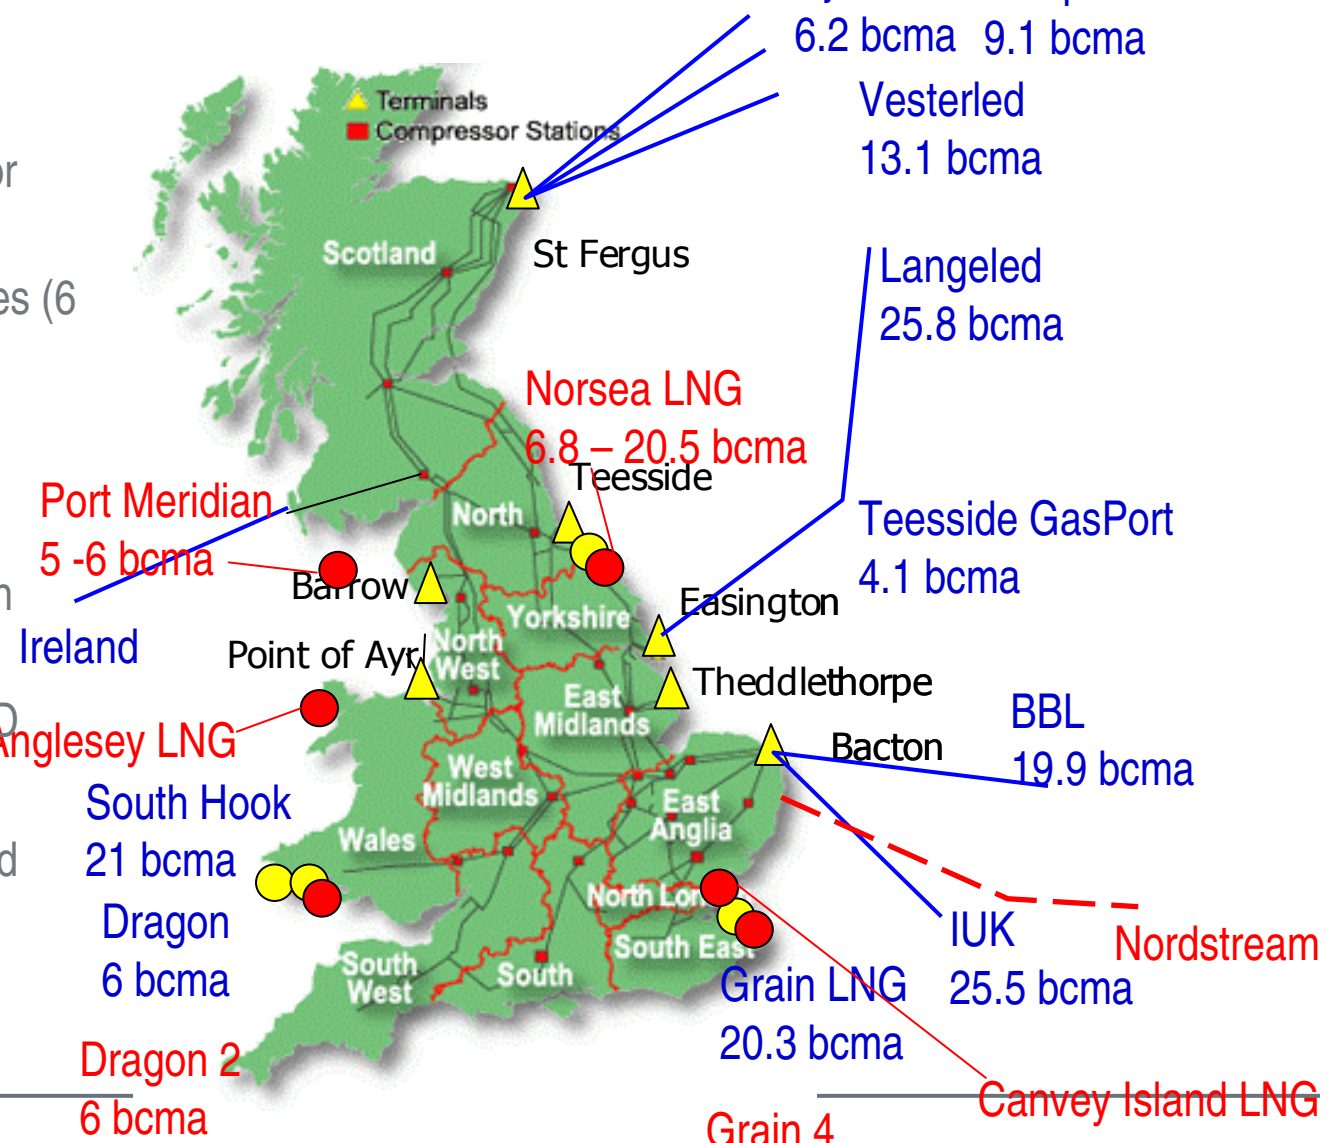 6.2 bcma 9.1 bcma
Terminals
Compressor Stations
Vesterled
13.1 bcma
or
Scotland
St Fergus
Langeled
25.8 bcma
es (6
Norsea LNG
6.8 – 20.5 bcma
Teesside
Port Meridian
5 -6 bcma
North
Teesside GasPort
4.1 bcma
Barrow
n
Easington
Yorkshire
Ireland
Point of Ayr
North
West
Theddlethorpe
East
Midlands
D
Anglesey LNG
BBL
19.9 bcma
Bacton
South Hook
21 bcma
West
Midlands
East
Anglia
Wales
d
North Lon
Dragon
6 bcma
South East
IUK
25.5 bcma
Nordstream
South
West
South
Grain LNG
20.3 bcma
Dragon 2
6 bcma
Canvey Island LNG
Grain 4